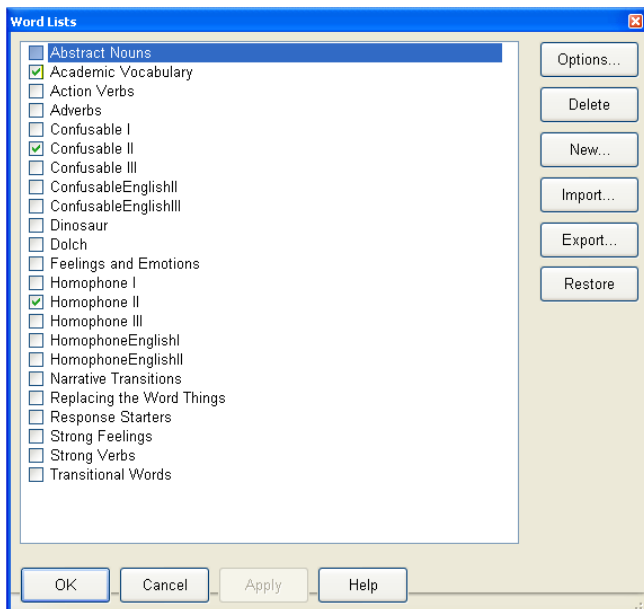 Word Lists
Abstract Nouns
Academic Vocabulary
Action Verbs
Adverbs
Confusable I
Confusable II
Confusable III
ConfusableEnglishII
ConfusableEnglishIII
Dinosaur
Dolch
Feelings and Emotions
Homophone I
Homophone II
Homophone III
HomophoneEnglishI
HomophoneEnglishII
Narrative Transitions
Replacing the Word Things
Response Starters
Strong Feelings
Strong Verbs
Transitional Words
Options...
Delete
New...
Import...
Export...
Restore
OK Cancel Apply Help